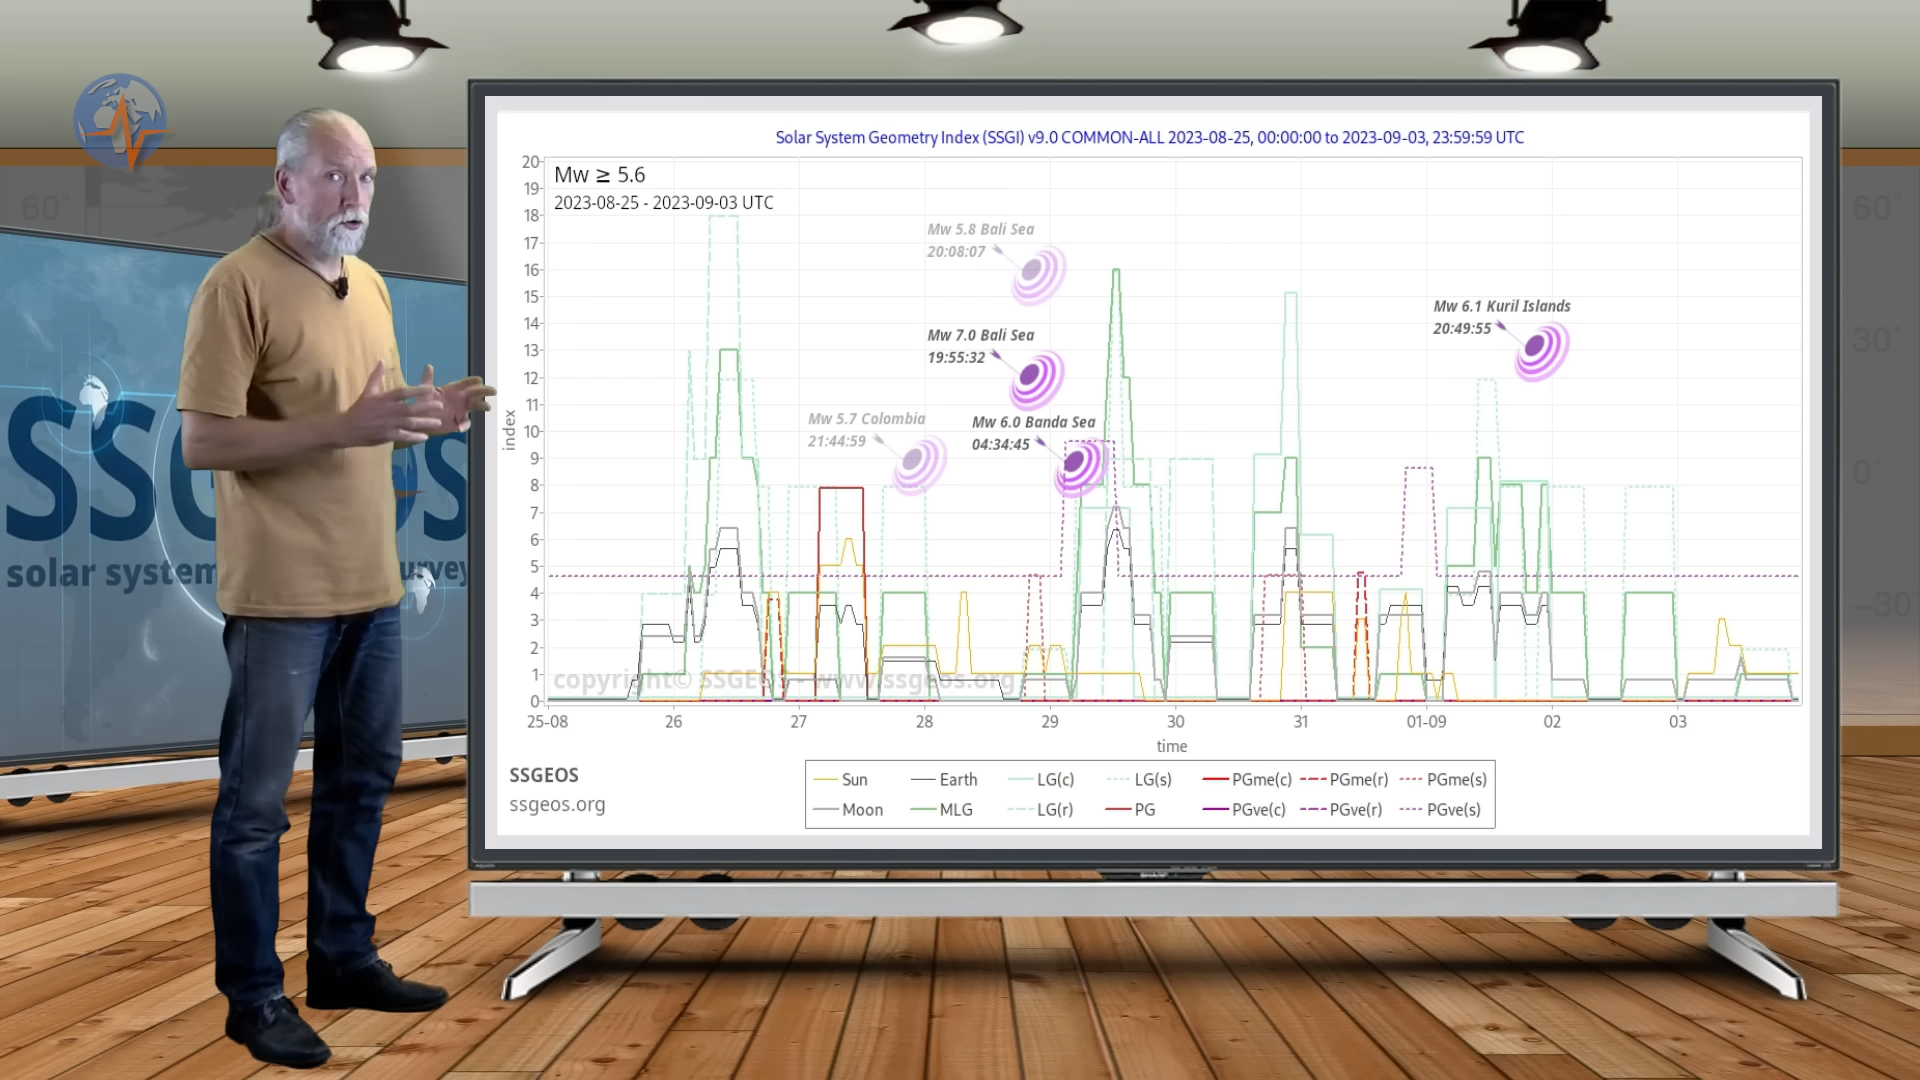 Solar System Geometry Index (SSGI) v9.0 COMMON-ALL 2023-08-25, 00:00:00 to 2023-09-03, 23:59:59 UTC
Mw ≥ 5.6
2023-08-25 - 2023-09-03 UTC
20
19
18
17
16
15
14
13
12
11
10
9
8
7
6
5
4
3
2
1
0
index
Mw 5.8 Bali Sea
20:08:07
Mw 7.0 Bali Sea
19:55:32
Mw 5.7 Colombia
21:44:59
Mw 6.0 Banda Sea
04:34:45
Mw 6.1 Kuril Islands
20:49:55
copyright© SSGEOS - www.ssgeos.org
25-08 26 27 28 29 30 31 01-09 02 03
time
SSGEOS
ssgeos.org
Sun Earth LG(c) LG(s) PGme(c) PGme(r) PGme(s)
Moon MLG LG(r) PG PGve(c) PGve(r) PGve(s)
60°
60°
30°
0°
-30°
solar system
urvey